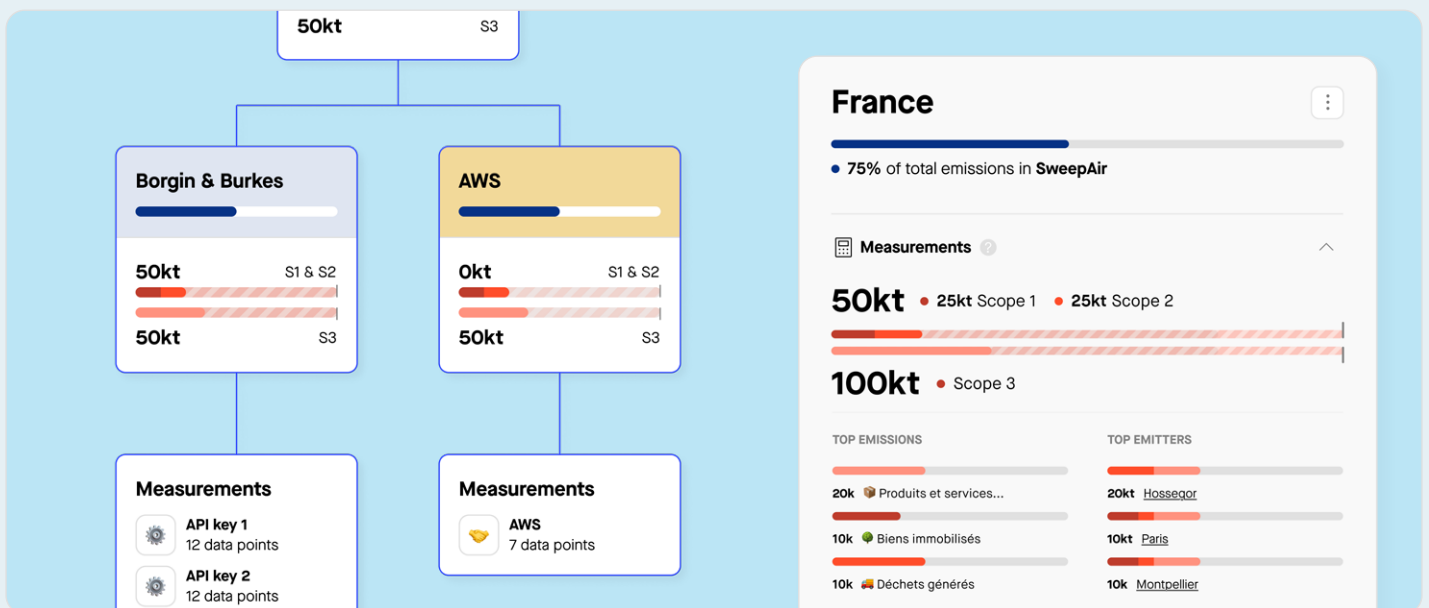 50kt S3
Borgin & Burkes
50kt S1 & S2
50kt S3
AWS
0kt S1 & S2
50kt S3
Measurements
API key 1
12 data points
API key 2
12 data points
Measurements
AWS
7 data points
France
75% of total emissions in SweepAir
Measurements ?
50kt 25kt Scope 1 25kt Scope 2
100kt Scope 3
TOP EMISSIONS
20k Produits et services...
10k Biens immobilisés
10k Déchets générés
TOP EMITTERS
20kt Hossegor
10kt Paris
10k Montpellier